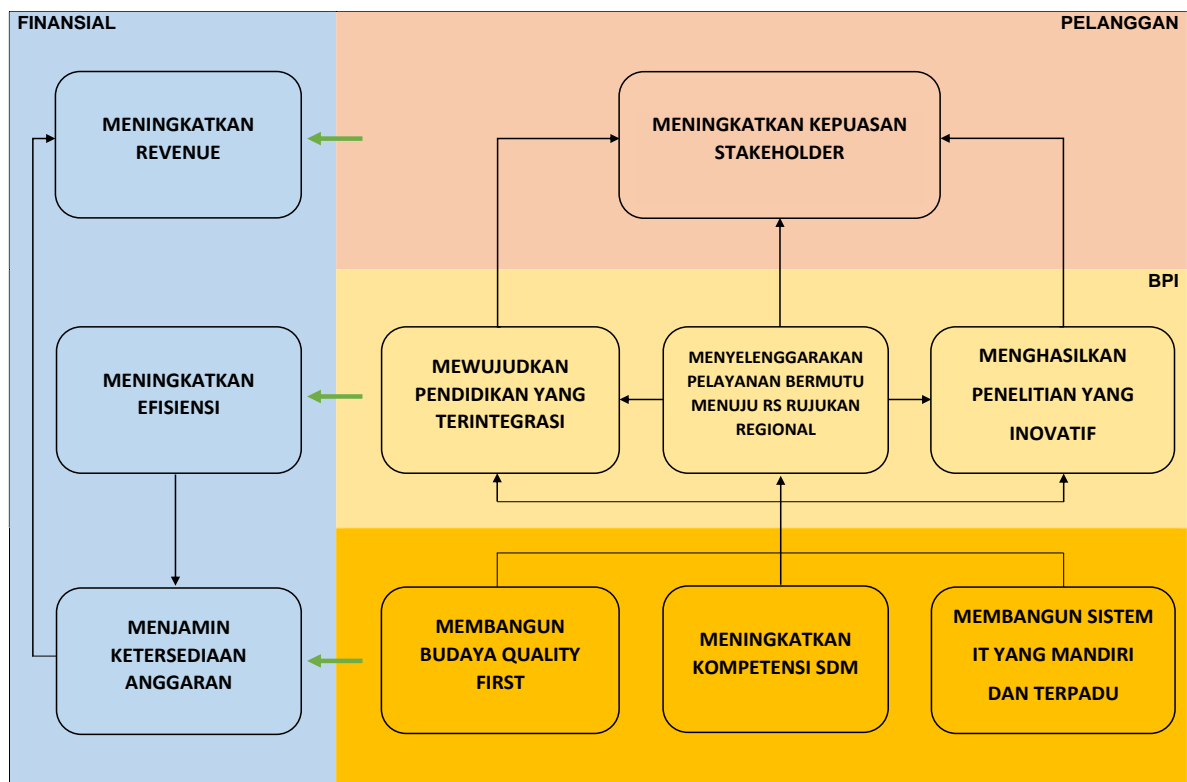 FINANSIAL
PELANGGAN
MENINGKATKAN
REVENUE
MENINGKATKAN KEPUASAN
STAKEHOLDER
BPI
MENINGKATKAN
EFISIENSI
MEWUJUDKAN
PENDIDIKAN YANG
TERINTEGRASI
MENYELENGGARAKAN
PELAYANAN BERMUTU
MENUJU RS RUJUKAN
REGIONAL
MENGHASILKAN
PENELITIAN YANG
INOVATIF
MENJAMIN
KETERSEDIAAN
ANGGARAN
MEMBANGUN
BUDAYA QUALITY
FIRST
MENINGKATKAN
KOMPETENSI SDM
MEMBANGUN SISTEM
IT YANG MANDIRI
DAN TERPADU